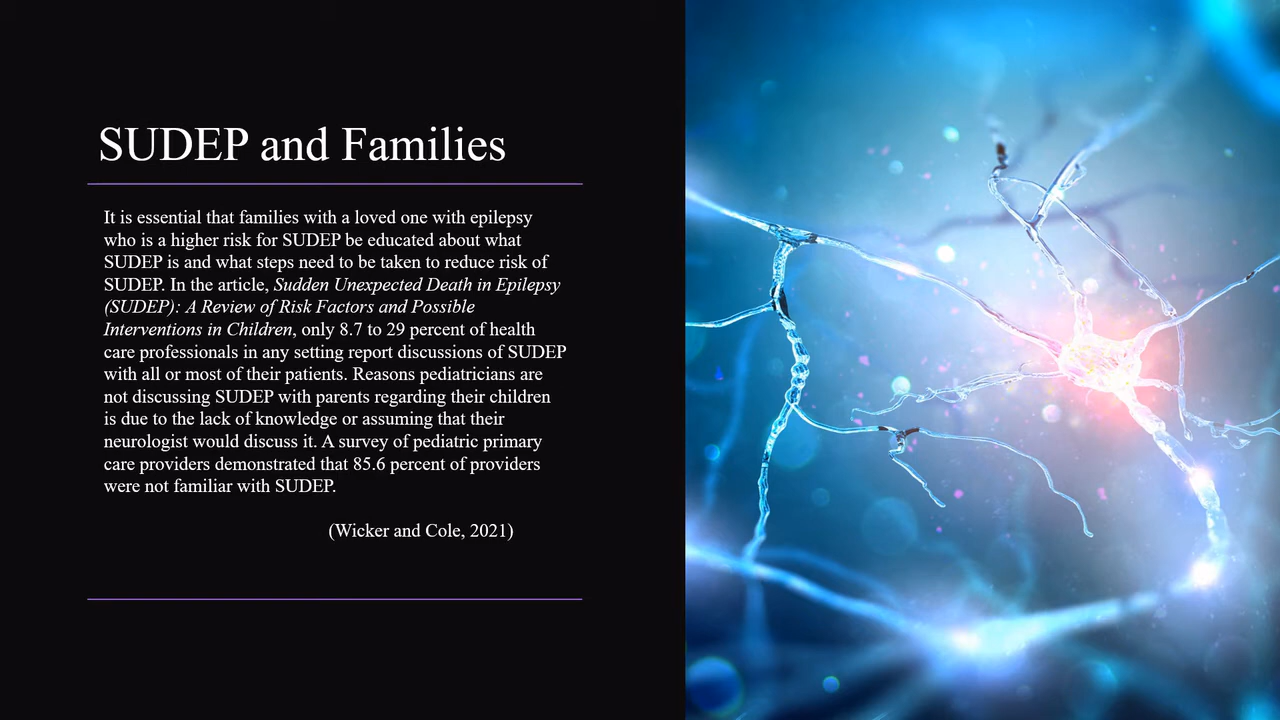 SUDEP and Families
It is essential that families with a loved one with epilepsy
who is a higher risk for SUDEP be educated about what
SUDEP is and what steps need to be taken to reduce risk of
SUDEP. In the article, Sudden Unexpected Death in Epilepsy
(SUDEP): A Review of Risk Factors and Possible
Interventions in Children, only 8.7 to 29 percent of health
care professionals in any setting report discussions of SUDEP
with all or most of their patients. Reasons pediatricians are
not discussing SUDEP with parents regarding their children
is due to the lack of knowledge or assuming that their
neurologist would discuss it. A survey of pediatric primary
care providers demonstrated that 85.6 percent of providers
were not familiar with SUDEP.
(Wicker and Cole, 2021)